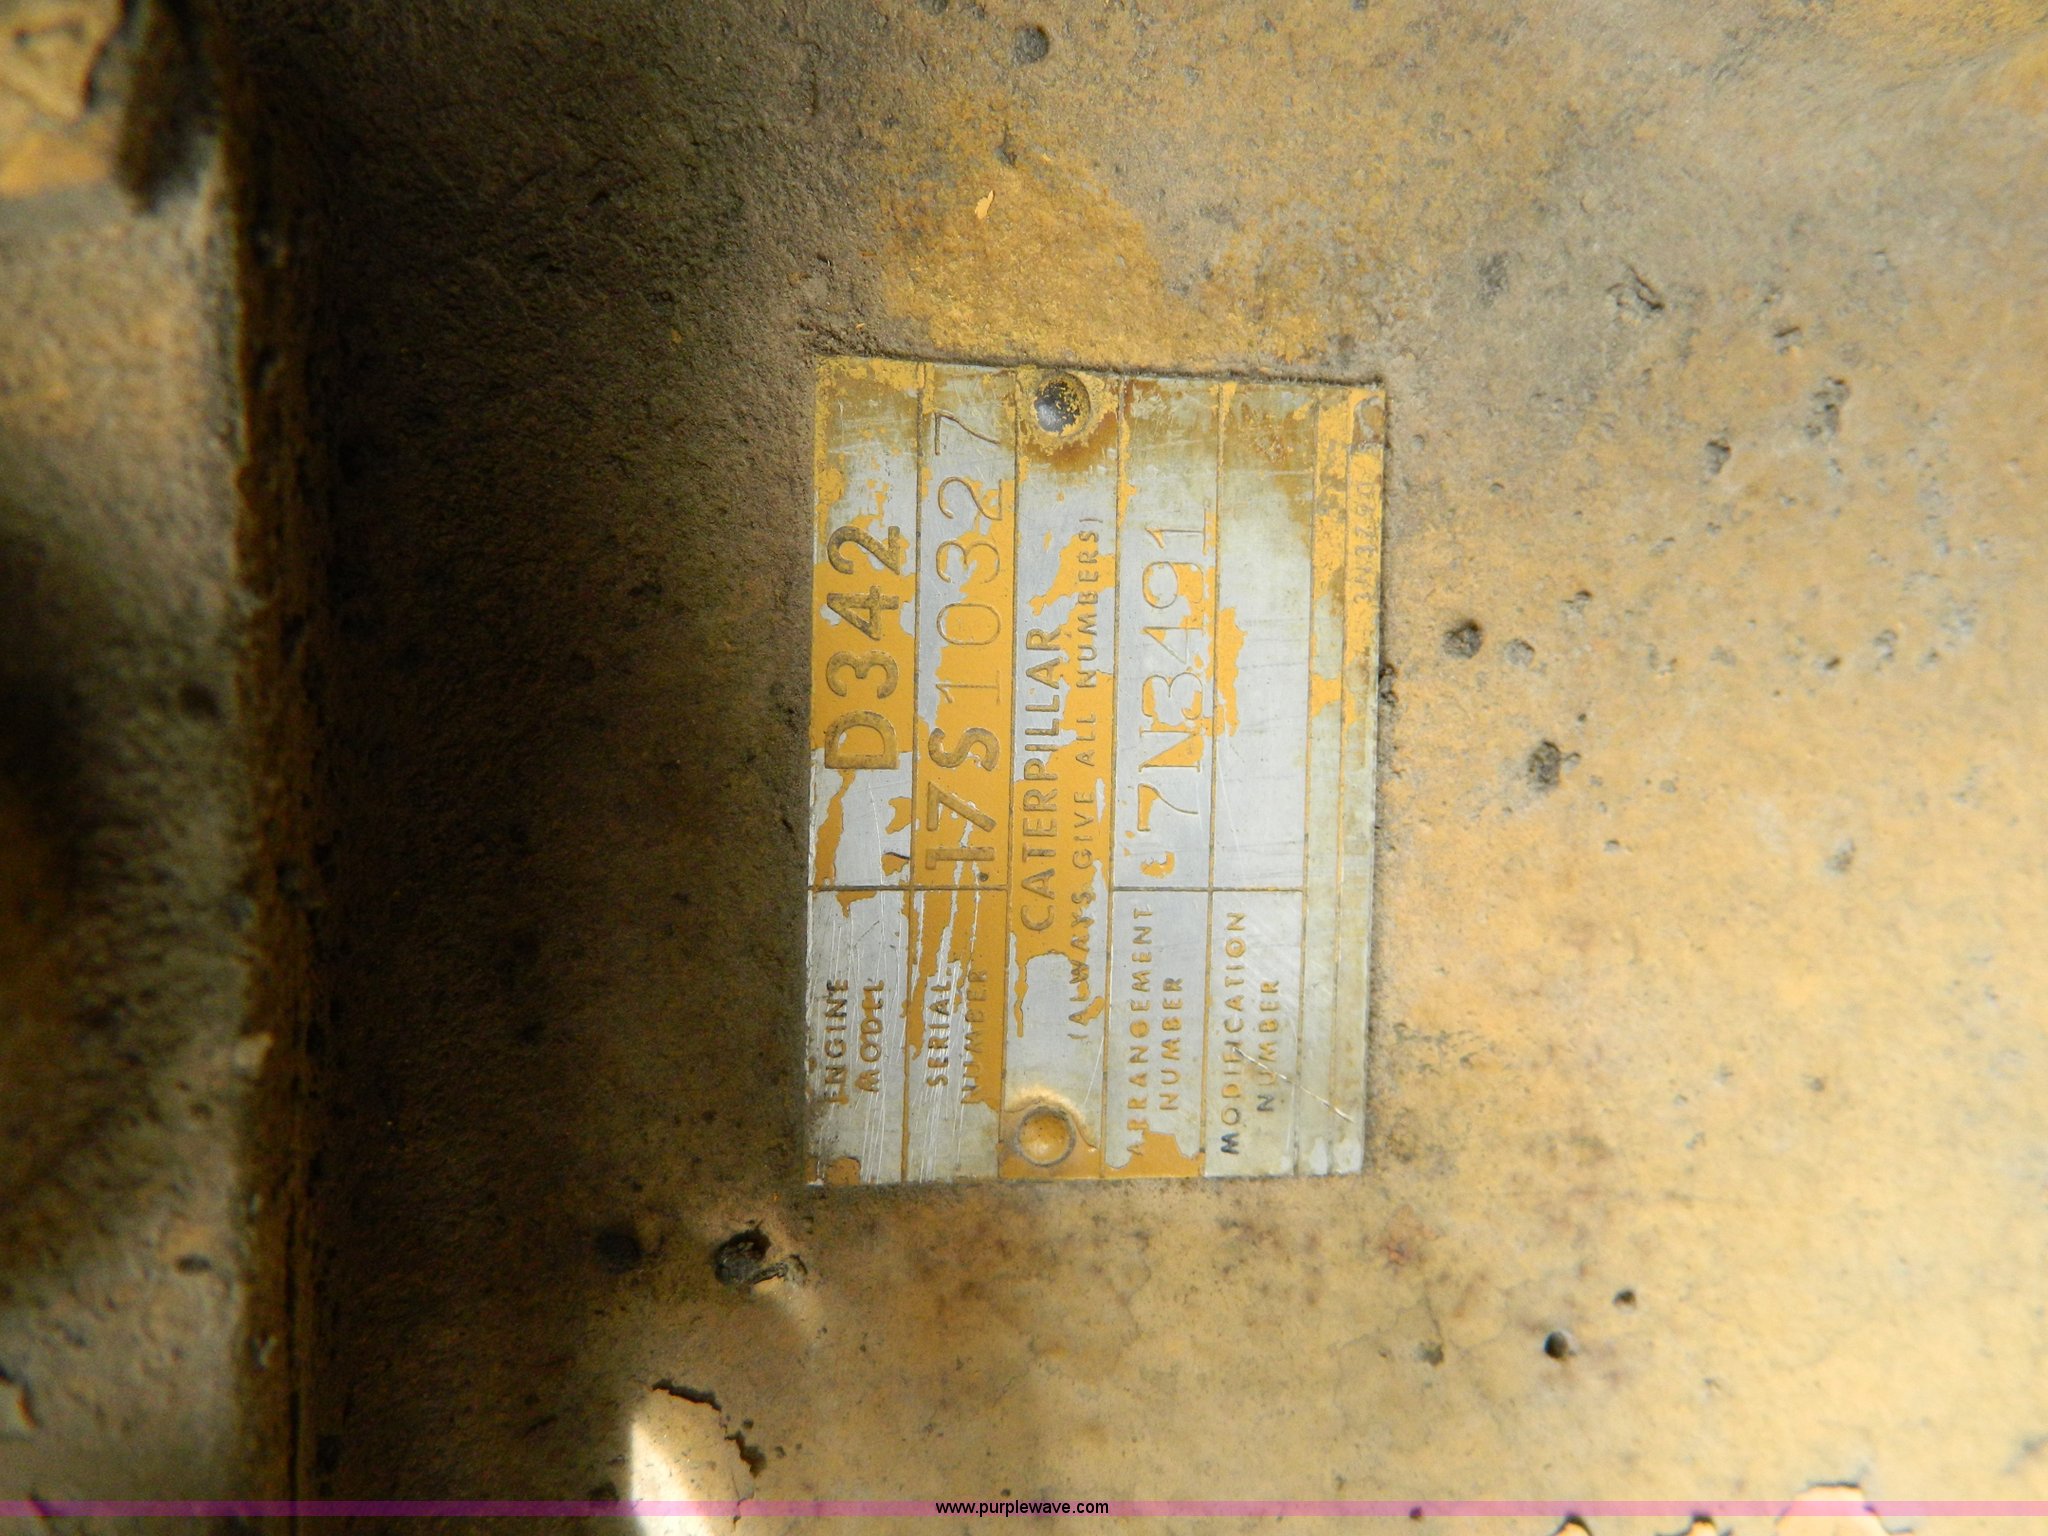 ENGINE
MODEL
D342
SERIAL
NUMBER
17S10327
CATERPILLAR
(ALWAYS GIVE ALL NUMBERS)
ARRANGEMENT
NUMBER
7N3491
MODIFICATION
NUMBER
www.purplewave.com